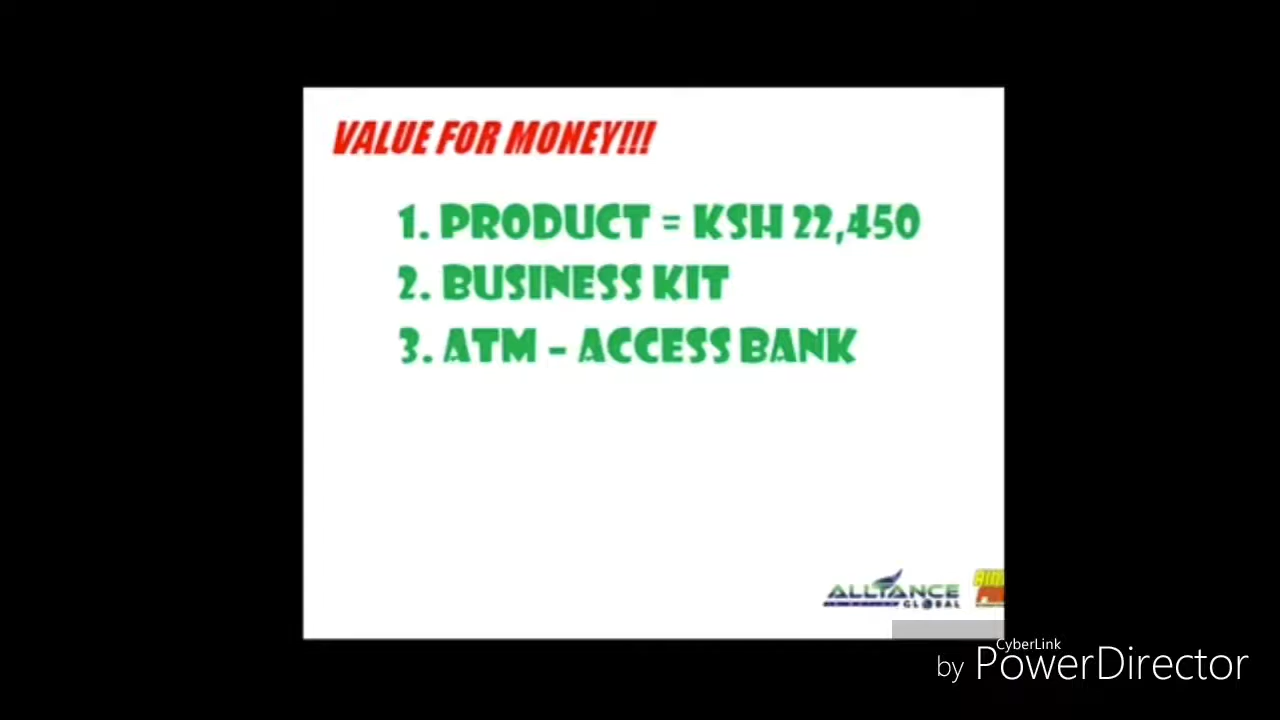 VALUE FOR MONEY!!!
1. PRODUCT = KSH 22,450
2. BUSINESS KIT
3. ATM – ACCESS BANK
ALLIANCE
GLOBAL
CyberLink
by PowerDirector